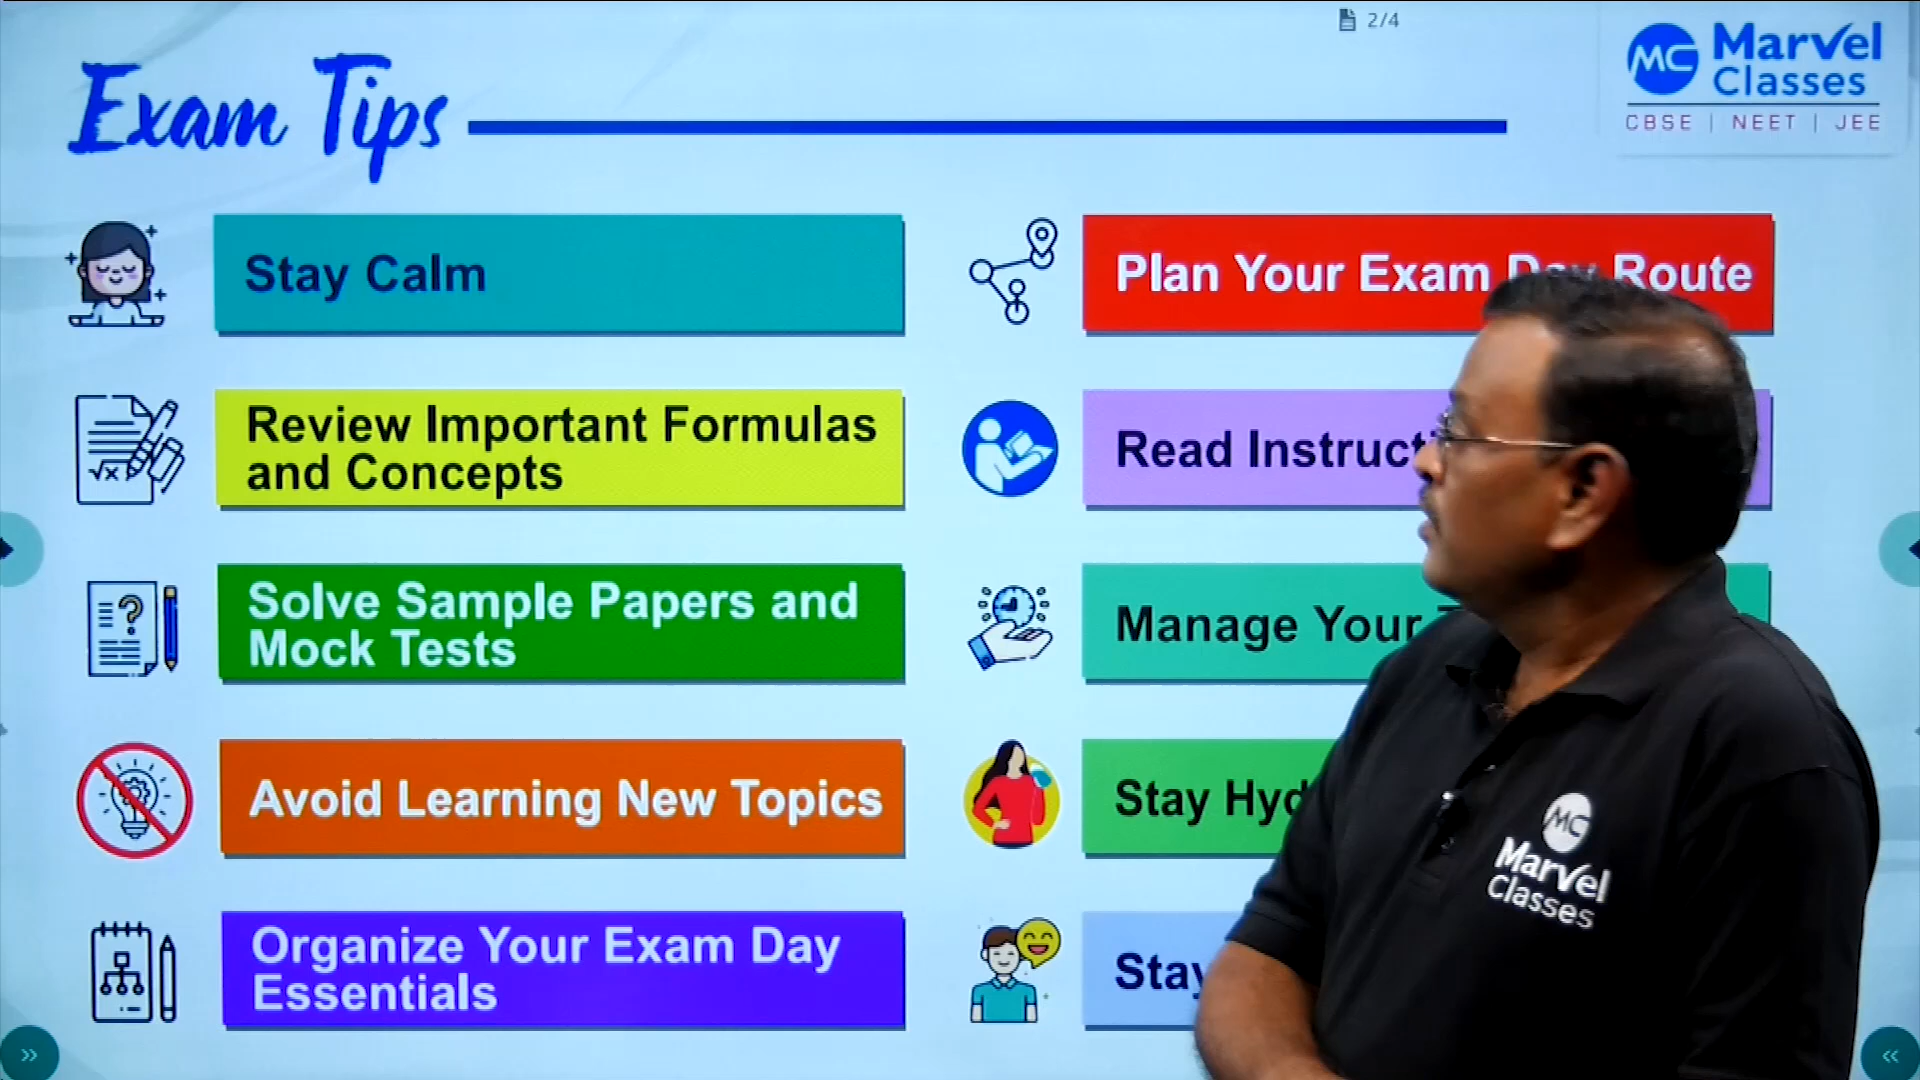 2/4
MC Marvel
Classes
CBSE | NEET | JEE
Exam Tips
Stay Calm
Review Important Formulas
and Concepts
Solve Sample Papers and
Mock Tests
Avoid Learning New Topics
Organize Your Exam Day
Essentials
Plan Your Exam Day Route
Read
Manage Your
Stay
Stay
MC
Marvel
Classes